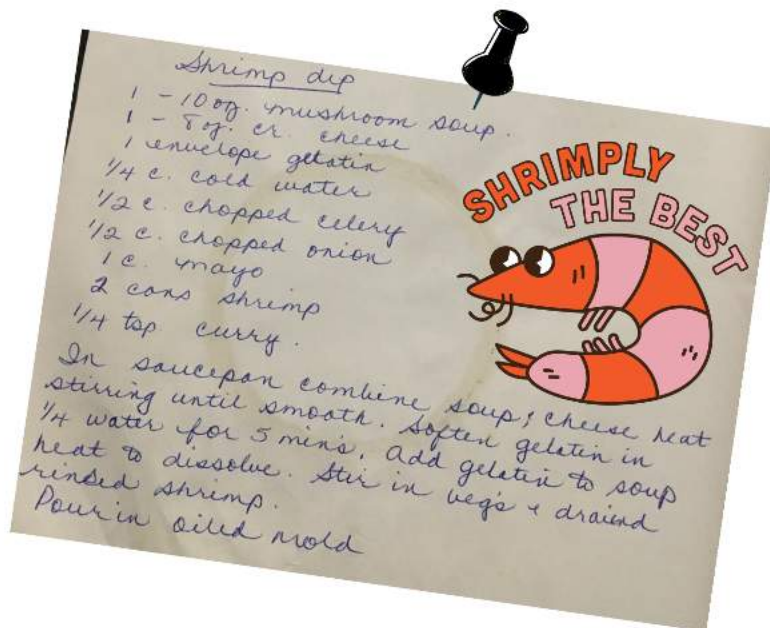 Shrimp dip
1 - 10 oz. mushroom soup.
1 - 8 oz. cr. cheese
1 envelope gelatin
1/4 c. cold water
1/2 c. chopped celery
1/2 c. chopped onion
1 c. mayo
2 cans shrimp
1/4 tsp curry.
In saucepan combine soup; cheese heat
stirring until smooth. Soften gelatin in
1/4 water for 5 min's. Add gelatin to soup
heat to dissolve. Stir in veg's + draiend
rinsed shrimp.
Pour in oiled mold
SHRIMPLY
THE BEST